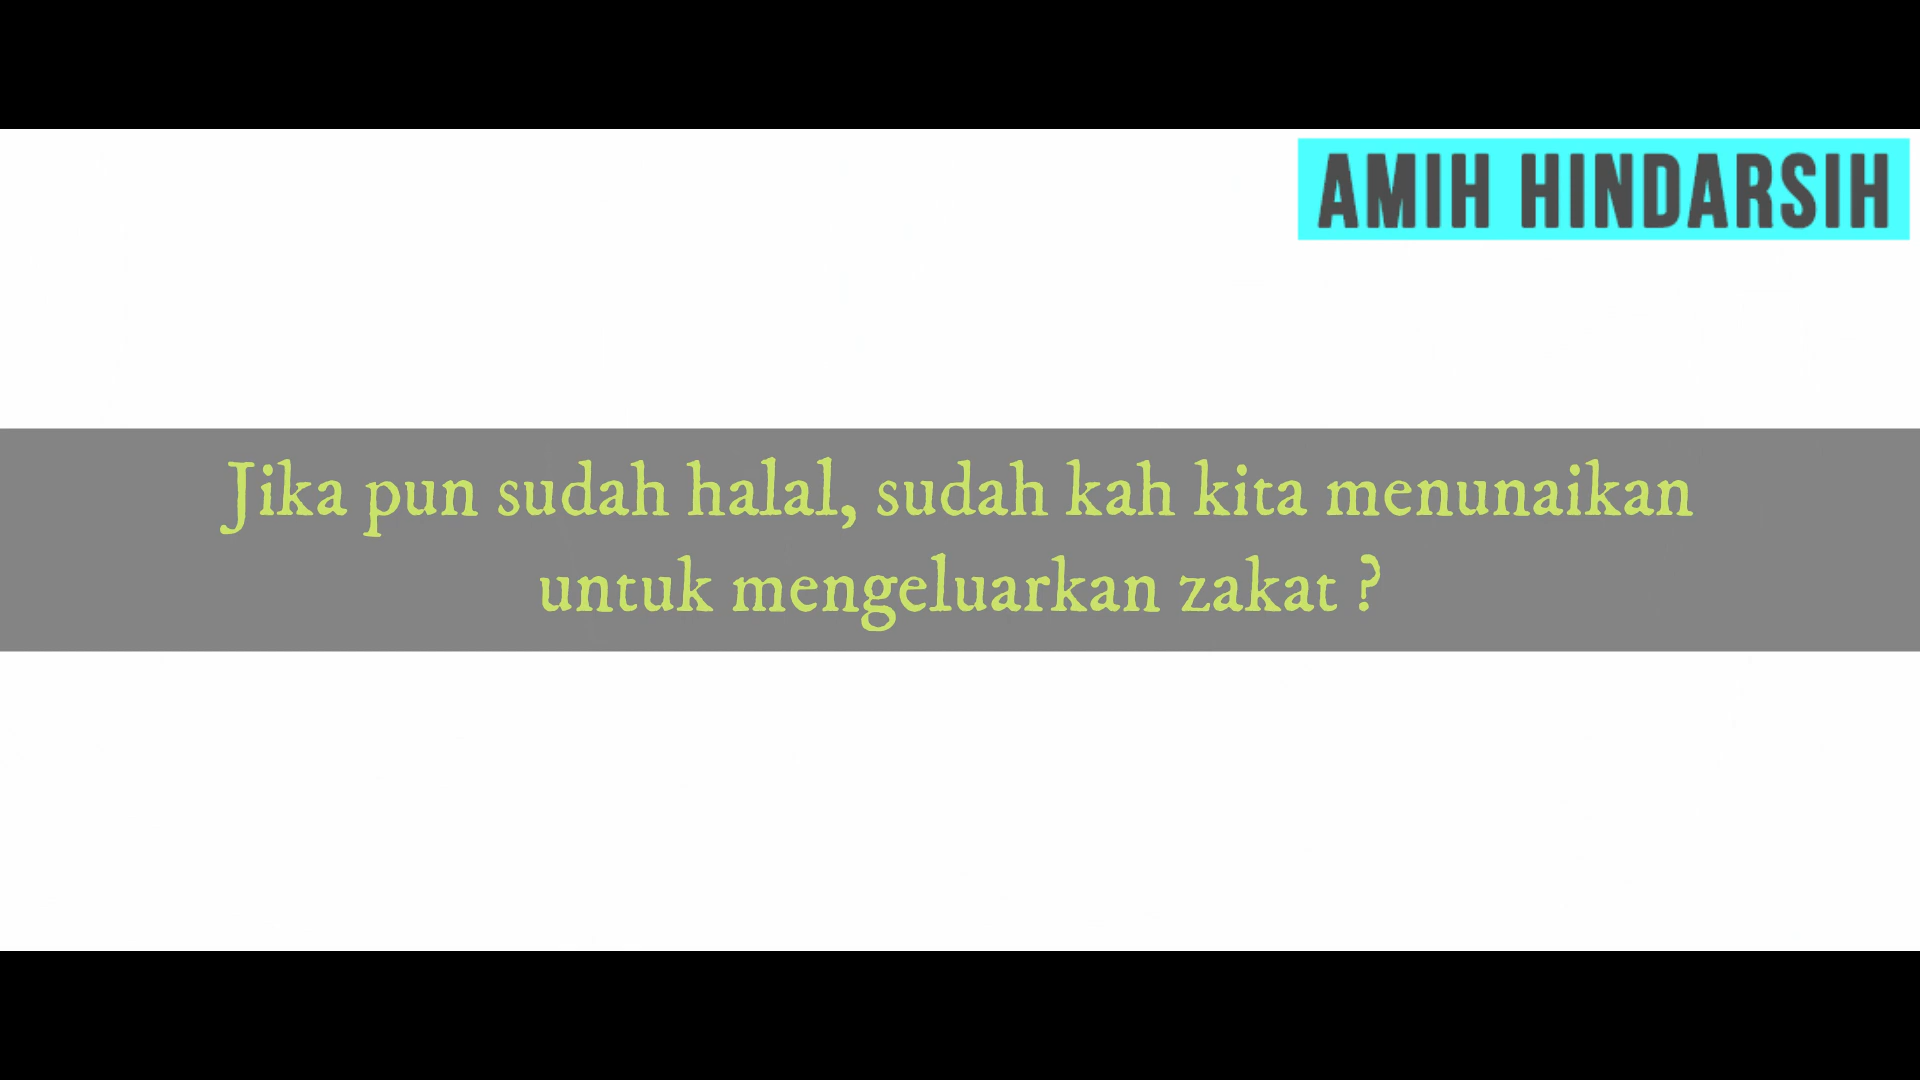 AMIH HINDARSIH
Jika pun sudah halal, sudah kah kita menunaikan
untuk mengeluarkan zakat ?